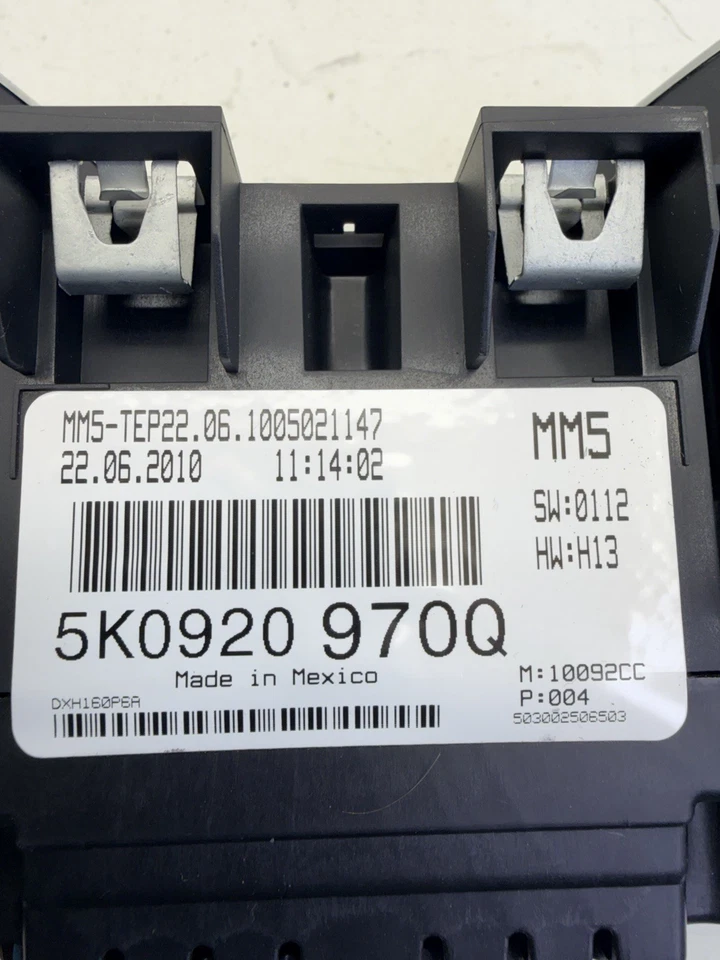 MM5-TEP22.06.1005021147
22.06.2010 11:14:02
MM5
SW:0112
HW:H13
5K0920 970Q
Made in Mexico
M:10092CC
P:004
DXH160P6A
503002506503